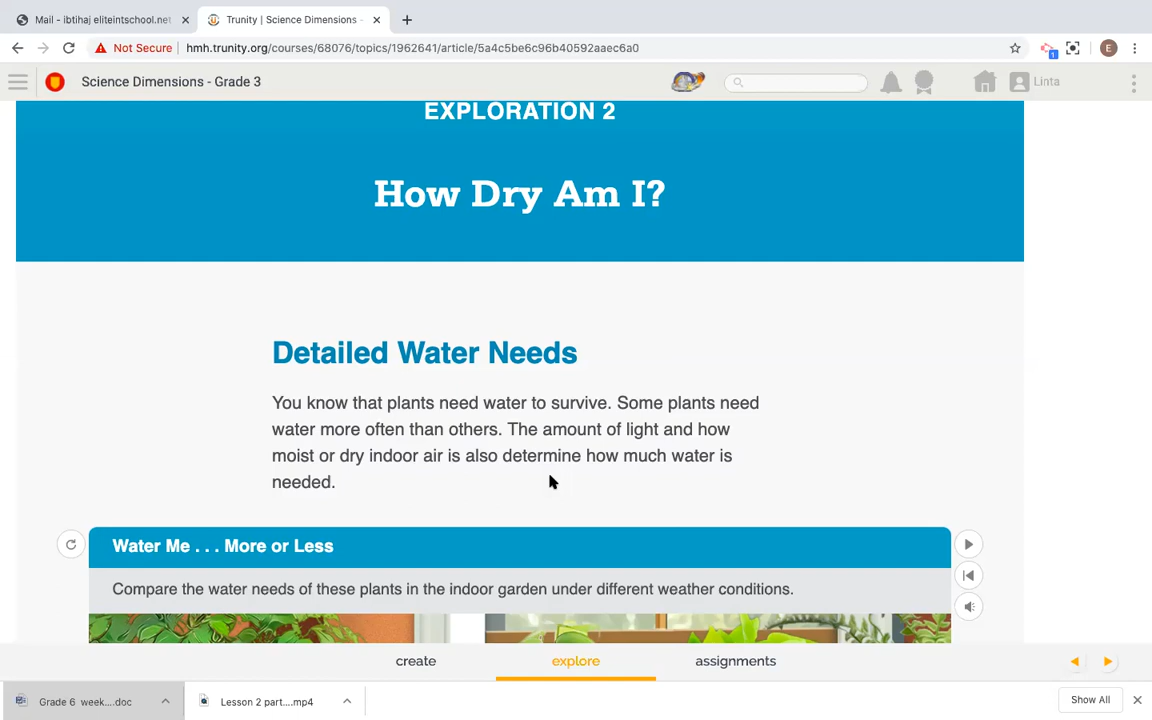 Mail - ibtihaj eliteintschool.net
Trunity | Science Dimensions -
Not Secure
hmh.trunity.org/courses/68076/topics/1962641/article/5a4c5be6c96b40592aaec6a0
E
1
Science Dimensions - Grade 3
Linta
EXPLORATION 2
How Dry Am I?
Detailed Water Needs
You know that plants need water to survive. Some plants need
water more often than others. The amount of light and how
moist or dry indoor air is also determine how much water is
needed.
Water Me . . . More or Less
Compare the water needs of these plants in the indoor garden under different weather conditions.
create
explore
assignments
Grade 6 week....doc
Lesson 2 part....mp4
Show All